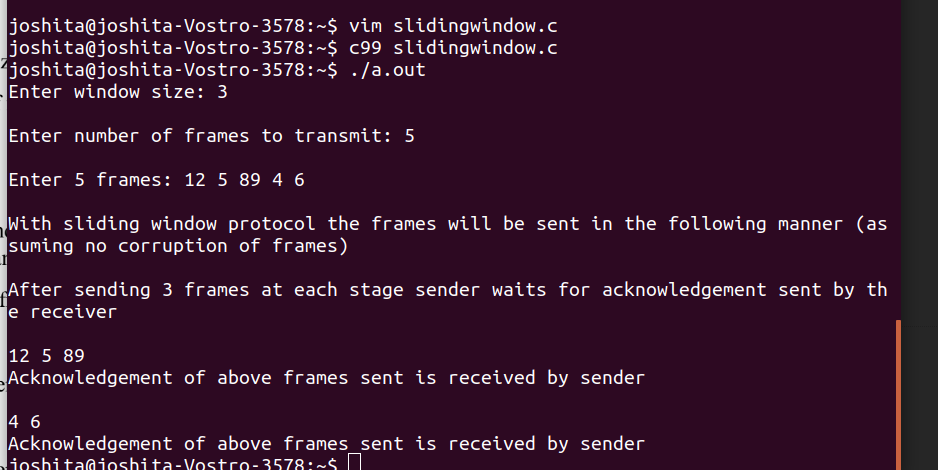 joshita@joshita-Vostro-3578:~$ vim slidingwindow.c
joshita@joshita-Vostro-3578:~$ c99 slidingwindow.c
joshita@joshita-Vostro-3578:~$ ./a.out
Enter window size: 3
Enter number of frames to transmit: 5
Enter 5 frames: 12 5 89 4 6
With sliding window protocol the frames will be sent in the following manner (as
suming no corruption of frames)
After sending 3 frames at each stage sender waits for acknowledgement sent by th
e receiver
12 5 89
Acknowledgement of above frames sent is received by sender
4 6
Acknowledgement of above frames sent is received by sender
joshita@joshita-Vostro-3578:~$